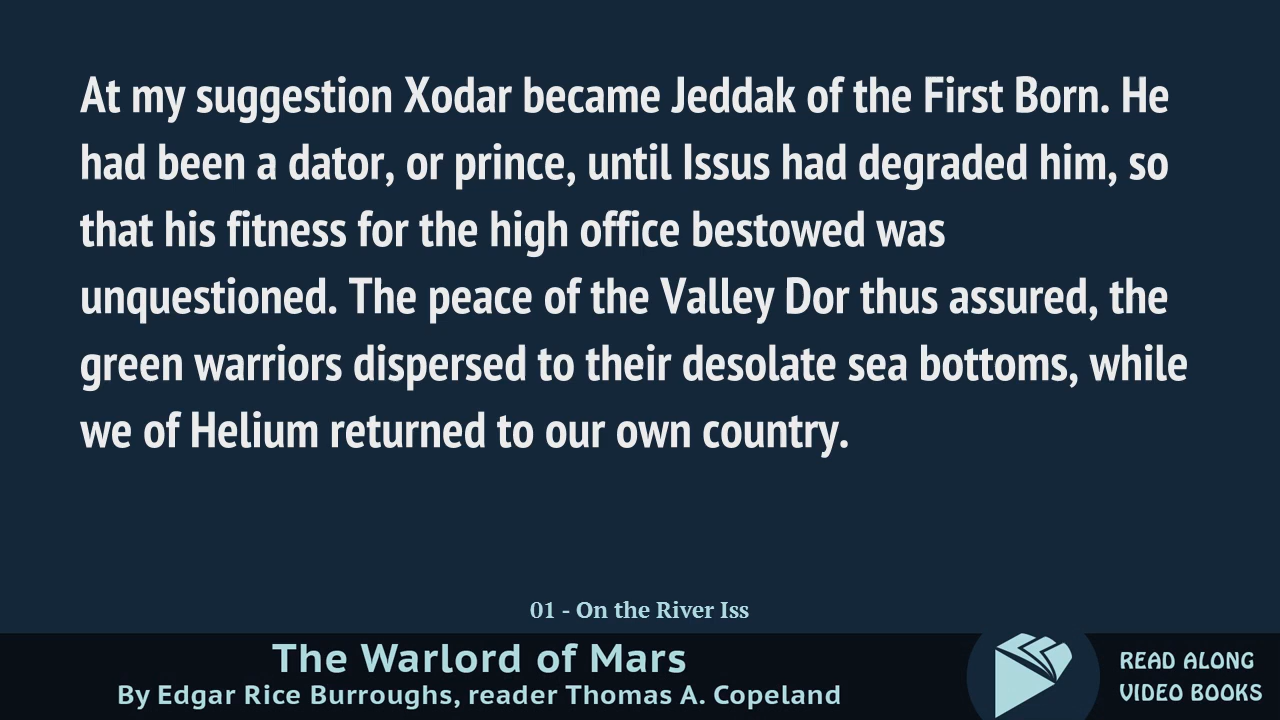 At my suggestion Xodar became Jeddak of the First Born. He
had been a dator, or prince, until Issus had degraded him, so
that his fitness for the high office bestowed was
unquestioned. The peace of the Valley Dor thus assured, the
green warriors dispersed to their desolate sea bottoms, while
we of Helium returned to our own country.
01 - On the River Iss
The Warlord of Mars
By Edgar Rice Burroughs, reader Thomas A. Copeland
READ ALONG
VIDEO BOOKS